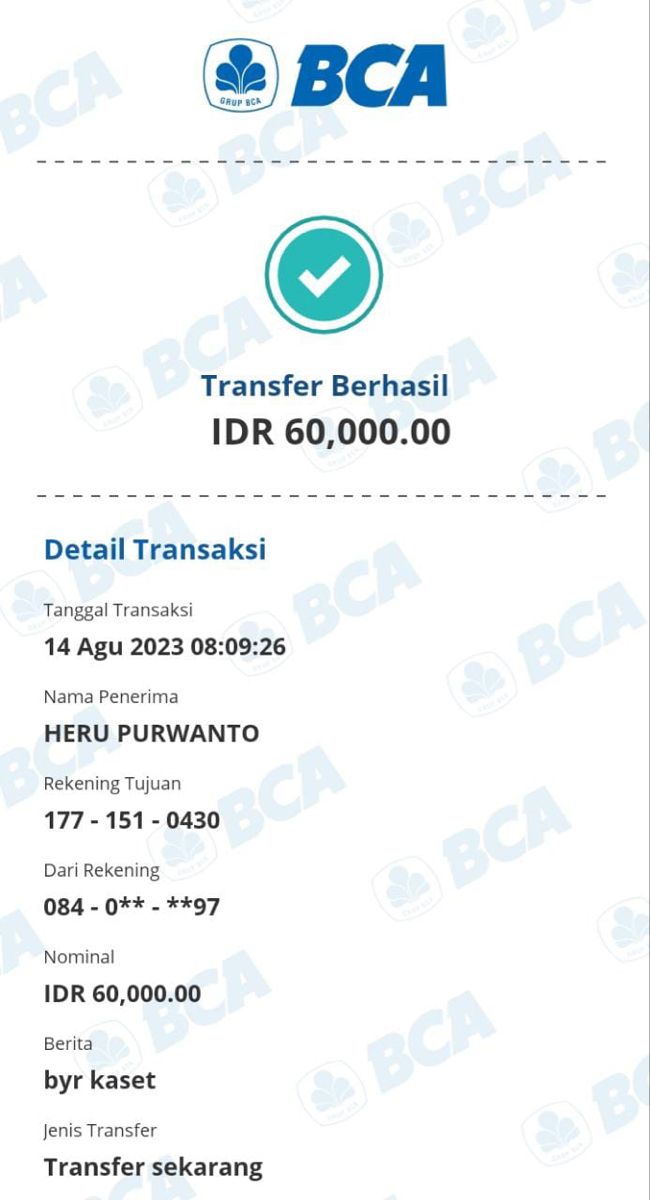 GRUP BCA
BCA
Transfer Berhasil
IDR 60,000.00
Detail Transaksi
Tanggal Transaksi
14 Agu 2023 08:09:26
Nama Penerima
HERU PURWANTO
Rekening Tujuan
177 - 151 - 0430
Dari Rekening
084 - 0** - **97
Nominal
IDR 60,000.00
Berita
byr kaset
Jenis Transfer
Transfer sekarang